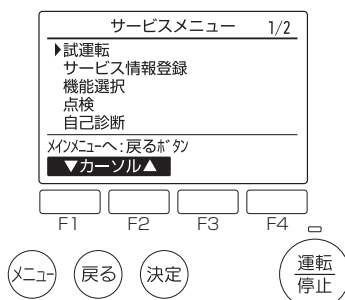 サービスメニュー 1/2
▶試運転
サービス情報登録
機能選択
点検
自己診断
ﾒｲﾝﾒﾆｭｰへ:戻るﾎﾞﾀﾝ
▼カーソル▲
F1 F2 F3 F4
メニュー 戻る 決定 運転
停止